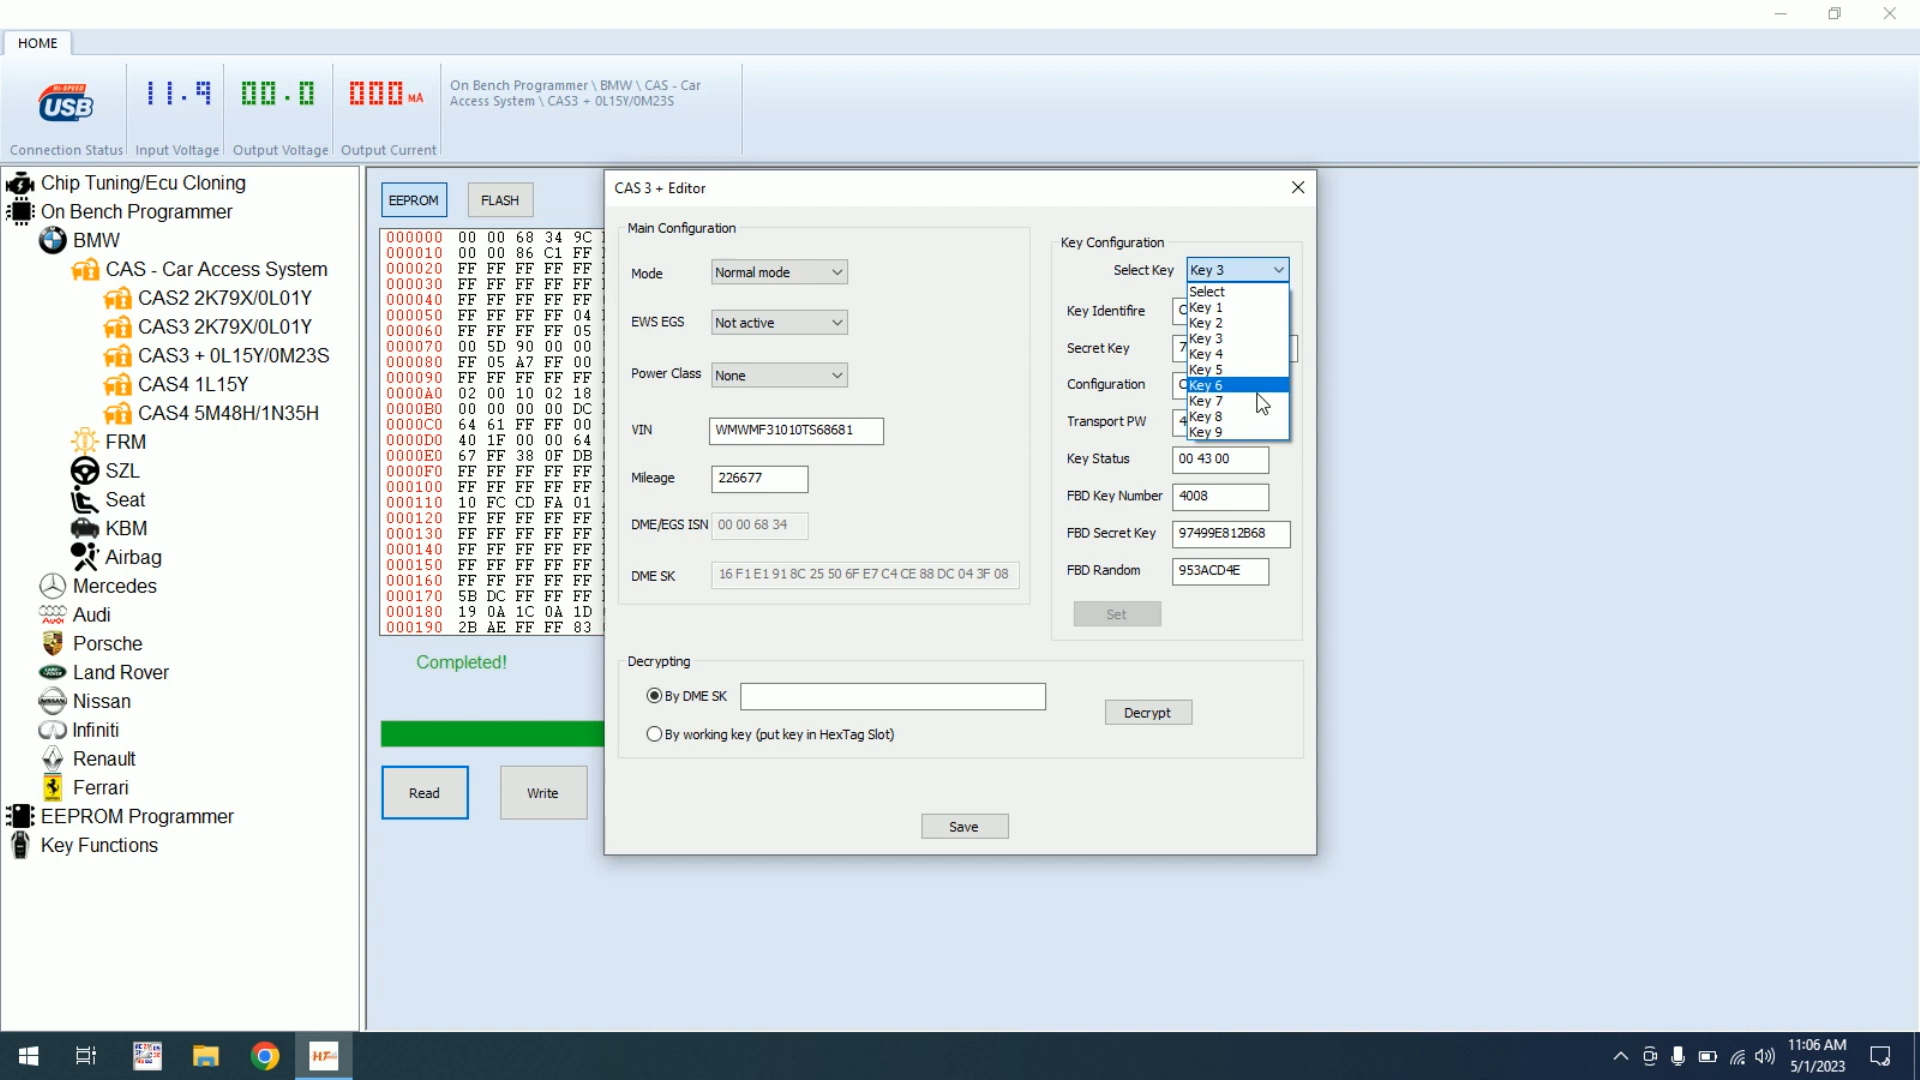 HOME
HI-SPEED
USB
11.9
00.0
000 MA
On Bench Programmer \ BMW \ CAS - Car
Access System \ CAS3 + 0L15Y/0M23S
Connection Status
Input Voltage
Output Voltage
Output Current
Chip Tuning/Ecu Cloning
On Bench Programmer
BMW
CAS - Car Access System
CAS2 2K79X/0L01Y
CAS3 2K79X/0L01Y
CAS3 + 0L15Y/0M23S
CAS4 1L15Y
CAS4 5M48H/1N35H
FRM
SZL
Seat
KBM
Airbag
Mercedes
Audi
Porsche
Land Rover
Nissan
Infiniti
Renault
Ferrari
EEPROM Programmer
Key Functions
EEPROM
FLASH
000000 00 00 68 34 9C
000010 00 00 86 C1 FF
000020 FF FF FF FF FF
000030 FF FF FF FF FF
000040 FF FF FF FF FF
000050 FF FF FF FF 04
000060 FF FF FF FF 05
000070 00 5D 90 00 00
000080 FF 05 A7 FF 00
000090 FF FF FF FF FF
0000A0 02 00 10 02 18
0000B0 00 00 00 00 DC
0000C0 64 61 FF FF 00
0000D0 40 1F 00 00 64
0000E0 67 FF 38 0F DB
0000F0 FF FF FF FF FF
000100 FF FF FF FF FF
000110 10 FC CD FA 01
000120 FF FF FF FF FF
000130 FF FF FF FF FF
000140 FF FF FF FF FF
000150 FF FF FF FF FF
000160 FF FF FF FF FF
000170 5B DC FF FF FF
000180 19 0A 1C 0A 1D
000190 2B AE FF FF 83
Completed!
Read
Write
CAS 3 + Editor
Main Configuration
Mode
Normal mode
EWS EGS
Not active
Power Class
None
VIN
WMWMF31010TS68681
Mileage
226677
DME/EGS ISN
00 00 68 34
DME SK
16 F1 E1 91 8C 25 50 6F E7 C4 CE 88 DC 04 3F 08
Key Configuration
Select Key
Key 3
Select
Key 1
Key 2
Key 3
Key 4
Key 5
Key 6
Key 7
Key 8
Key 9
Key Identifire
Secret Key
7
Configuration
Transport PW
4
Key Status
00 43 00
FBD Key Number
4008
FBD Secret Key
97499E812B68
FBD Random
953ACD4E
Set
Decrypting
By DME SK
By working key (put key in HexTag Slot)
Decrypt
Save
HT
11:06 AM
5/1/2023